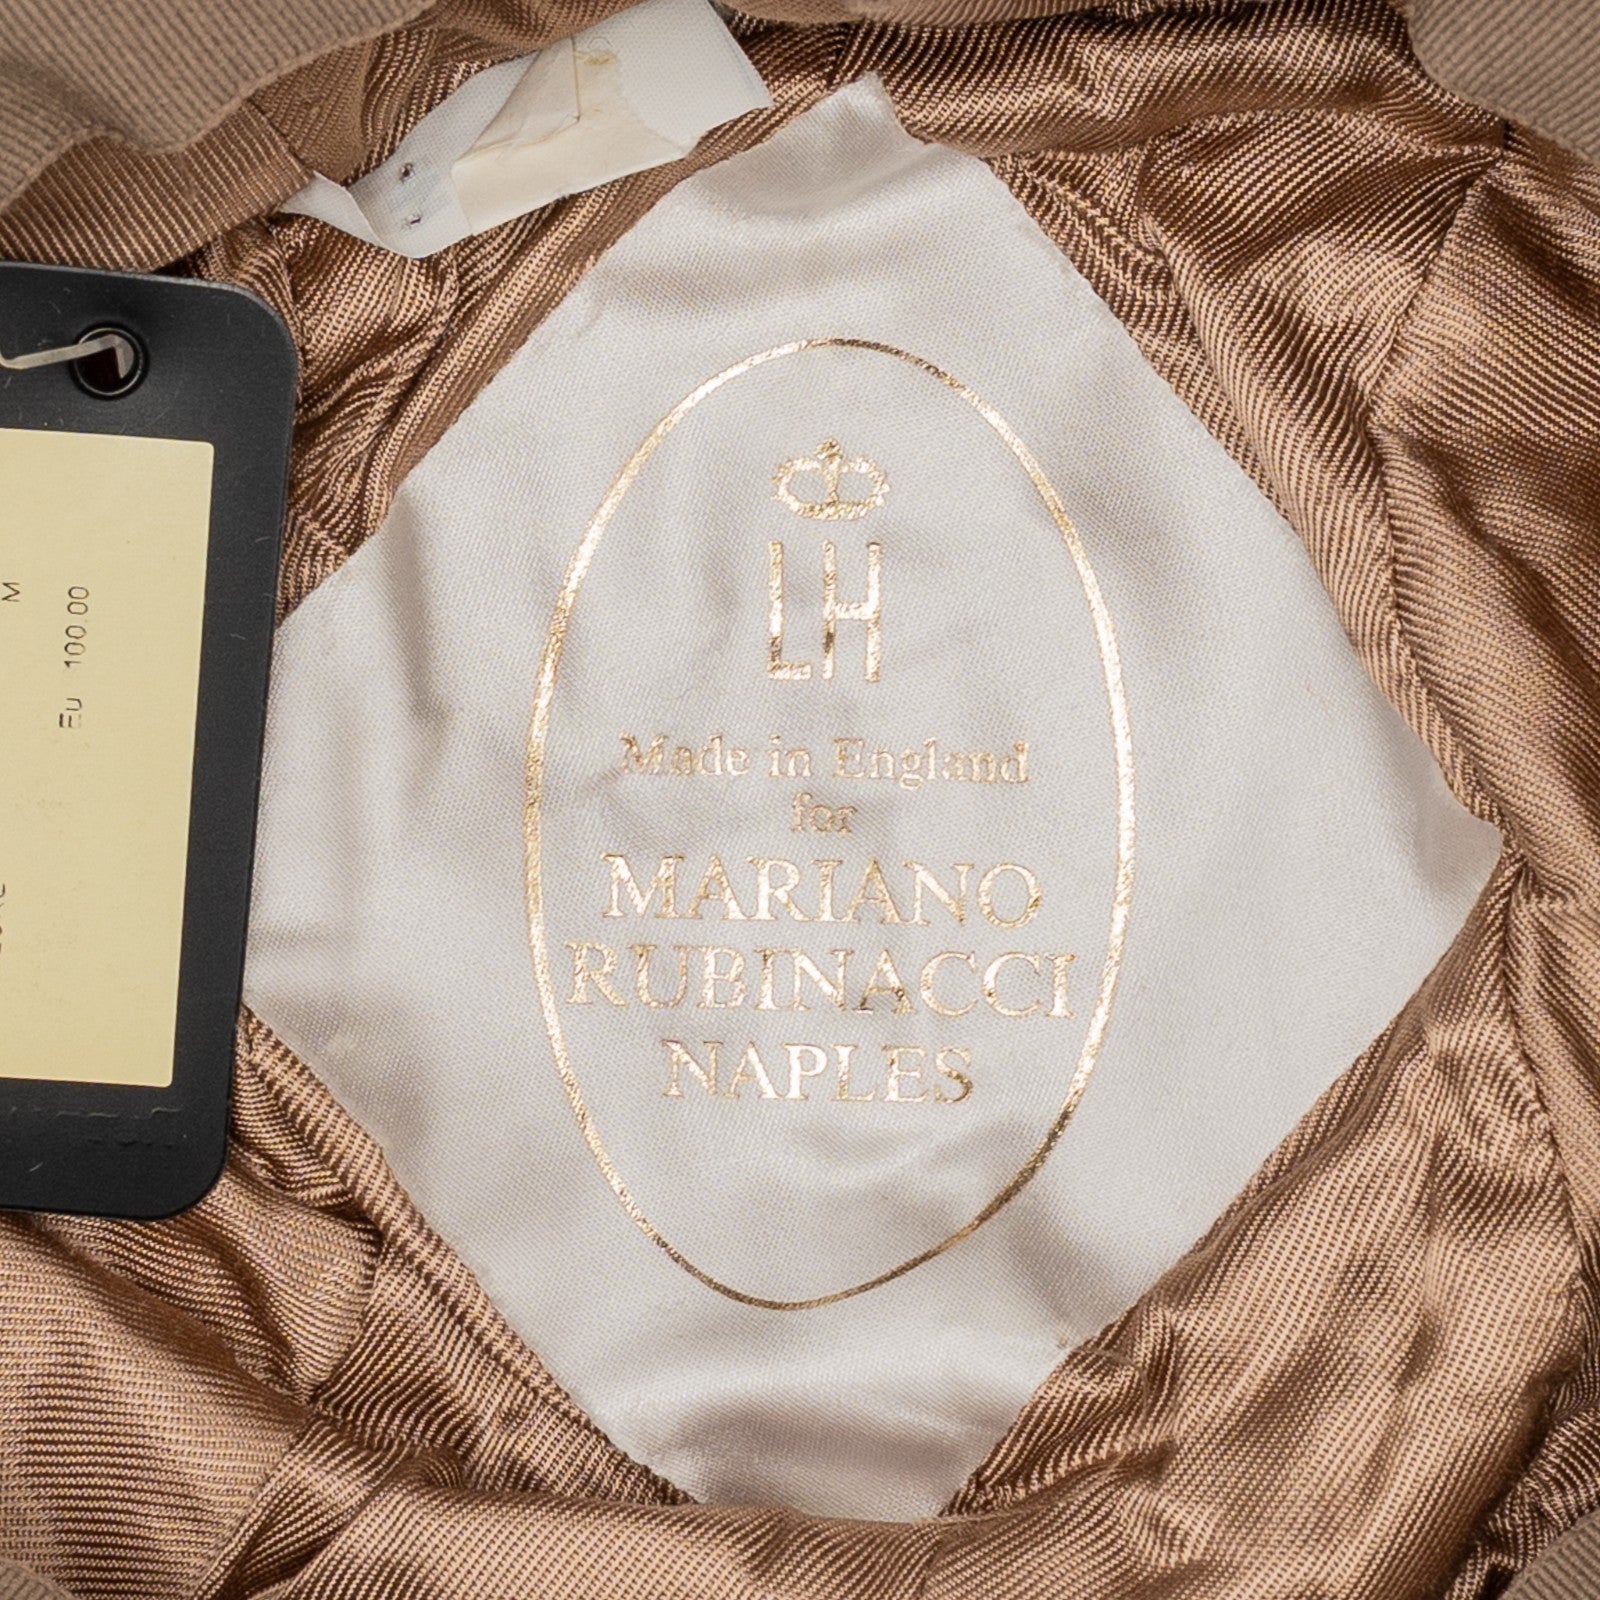 LH
Made in England
for
MARIANO
RUBINACCI
NAPLES
M
Eu 100.00